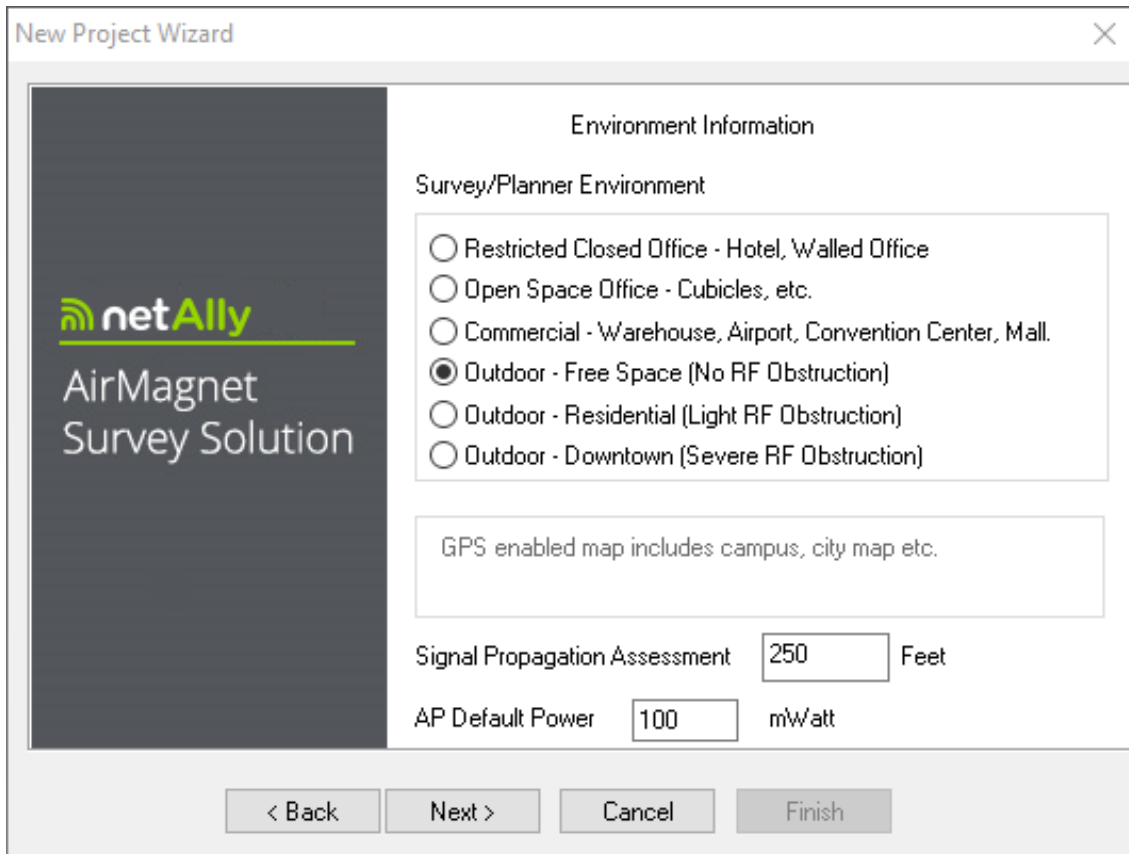 New Project Wizard
netAlly
AirMagnet
Survey Solution
Environment Information
Survey/Planner Environment
Restricted Closed Office - Hotel, Walled Office
Open Space Office - Cubicles, etc.
Commercial - Warehouse, Airport, Convention Center, Mall.
Outdoor - Free Space (No RF Obstruction)
Outdoor - Residential (Light RF Obstruction)
Outdoor - Downtown (Severe RF Obstruction)
GPS enabled map includes campus, city map etc.
Signal Propagation Assessment 250 Feet
AP Default Power 100 mWatt
< Back Next > Cancel Finish